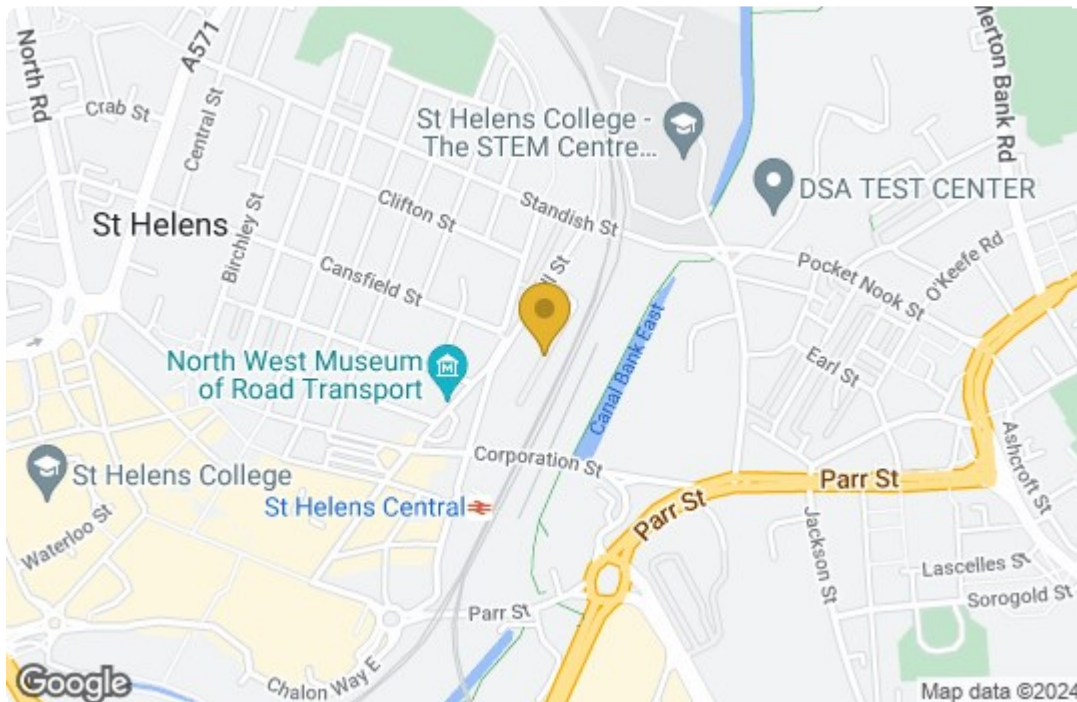 North Rd
A571
Crab St
Central St
St Helens College -
The STEM Centre...
Merton Bank Rd
DSA TEST CENTER
Clifton St
Standish St
St Helens
Birchley St
Cansfield St
Pocket Nook St
O'Keefe Rd
North West Museum
of Road Transport
Canal Bank East
Earl St
St Helens College
Corporation St
Parr St
Parr St
Ashcroft St
St Helens Central
Waterloo St
Jackson St
Lascelles St
Sorogold St
Parr St
Chalon Way E
Google
Map data ©2024